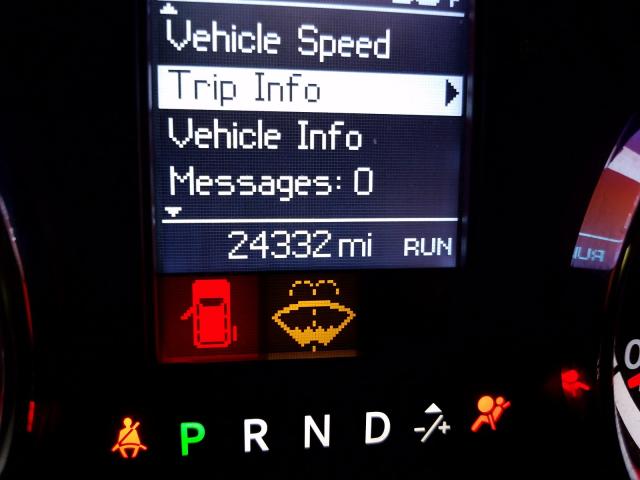 Vehicle Speed
Trip Info
Vehicle Info
Messages: 0
24332 mi RUN
P R N D -/+